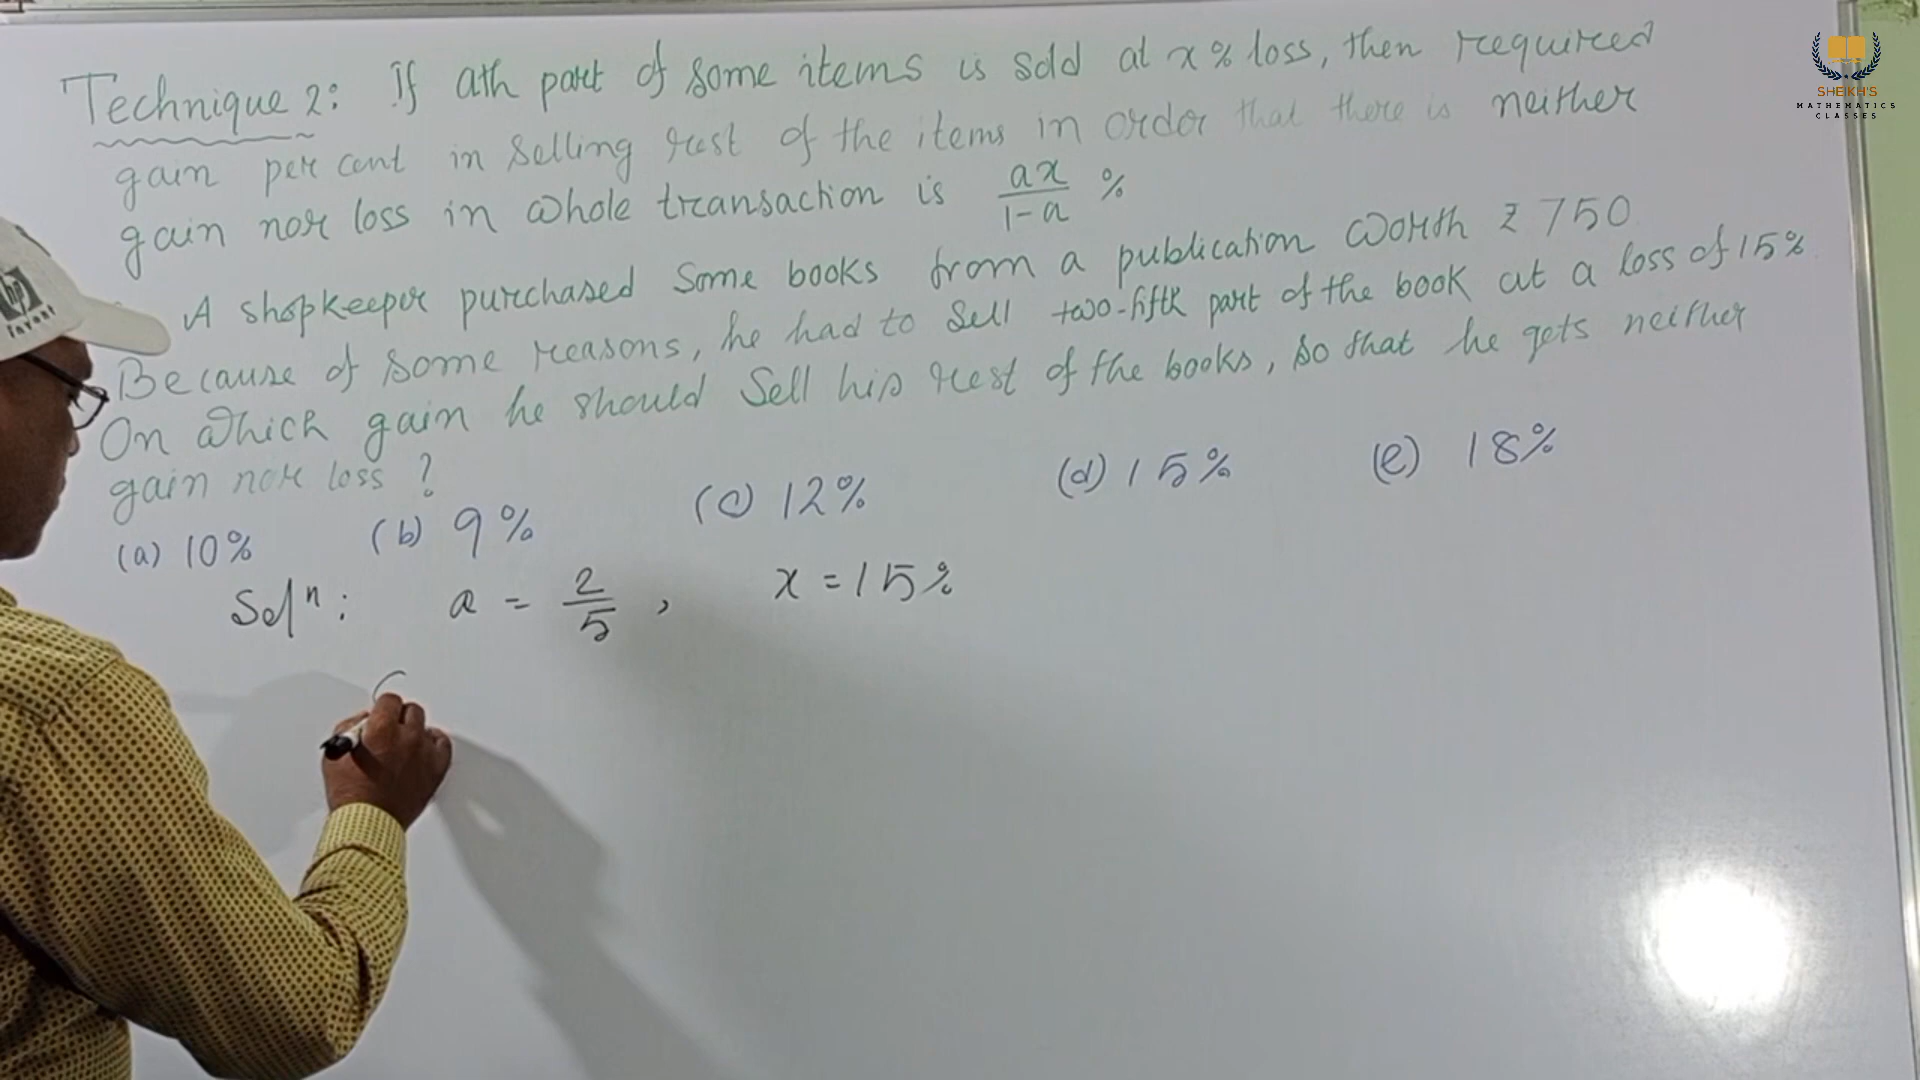 Technique 2: If ath part of some items is sold at x% loss, then required
gain per cent in selling rest of the items in order that there is neither
gain nor loss in whole transaction is ax/1-a %
A shopkeeper purchased some books from a publication worth ₹750
Because of some reasons, he had to sell two-fifth part of the book at a loss of 15%
On which gain he should sell his rest of the books, so that he gets neither
gain nor loss ?
(a) 10% (b) 9% (c) 12% (d) 15% (e) 18%
Solⁿ: a = 2/5 , x = 15%
SHEIKH'S
MATHEMATICS
CLASSES
hp
invent